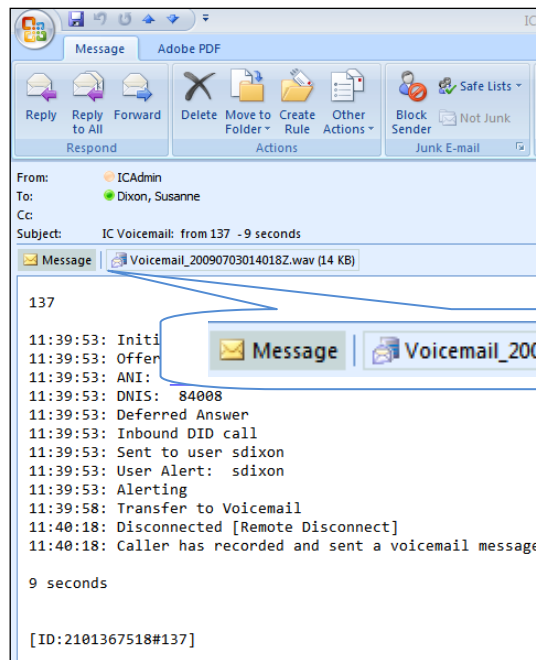 IC
Message Adobe PDF
Reply Reply to All Forward Delete Move to Folder Create Rule Other Actions Block Sender Safe Lists Not Junk
Respond Actions Junk E-mail
From: ICAdmin
To: Dixon, Susanne
Cc:
Subject: IC Voicemail: from 137 - 9 seconds
Message Voicemail_20090703014018Z.wav (14 KB)
137
11:39:53: Initi
11:39:53: Offer
Message Voicemail_200
11:39:53: ANI:
11:39:53: DNIS: 84008
11:39:53: Deferred Answer
11:39:53: Inbound DID call
11:39:53: Sent to user sdixon
11:39:53: User Alert: sdixon
11:39:53: Alerting
11:39:58: Transfer to Voicemail
11:40:18: Disconnected [Remote Disconnect]
11:40:18: Caller has recorded and sent a voicemail message
9 seconds
[ID:2101367518#137]